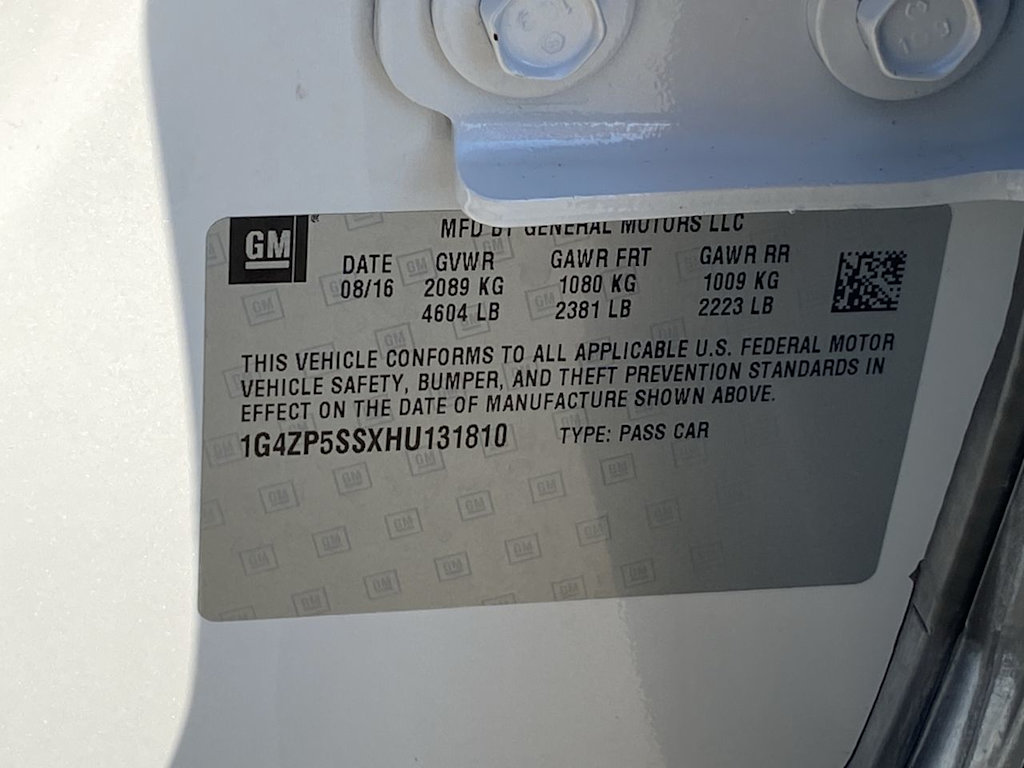 GM
MFD BY GENERAL MOTORS LLC
DATE GVWR GAWR FRT GAWR RR
08/16 2089 KG 1080 KG 1009 KG
4604 LB 2381 LB 2223 LB
THIS VEHICLE CONFORMS TO ALL APPLICABLE U.S. FEDERAL MOTOR
VEHICLE SAFETY, BUMPER, AND THEFT PREVENTION STANDARDS IN
EFFECT ON THE DATE OF MANUFACTURE SHOWN ABOVE.
1G4ZP5SSXHU131810 TYPE: PASS CAR